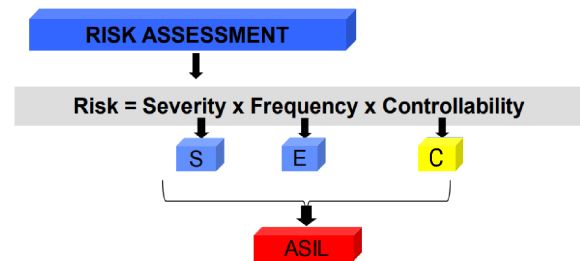 RISK ASSESSMENT
Risk = Severity x Frequency x Controllability
S
E
C
ASIL